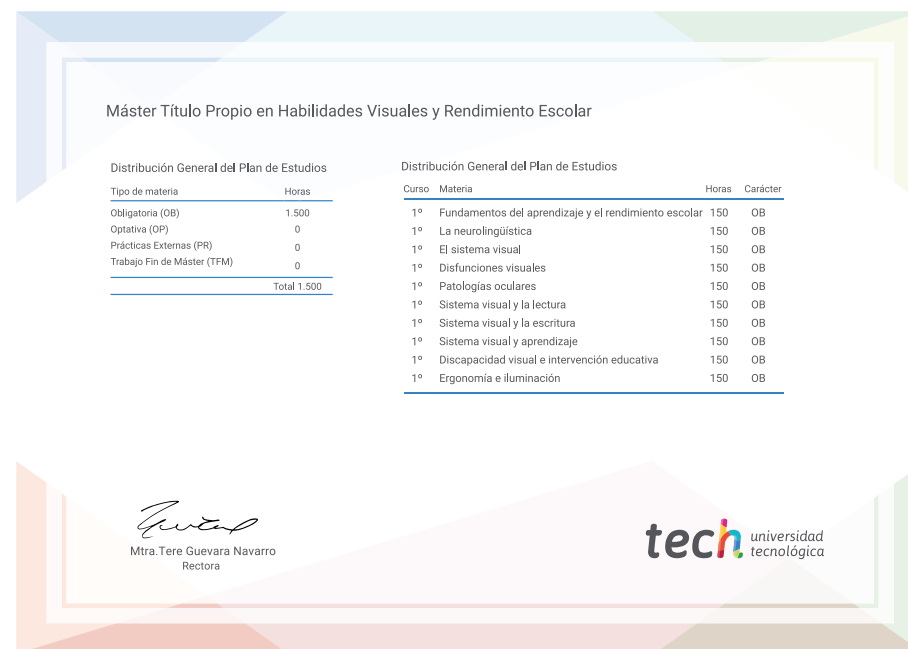 Máster Título Propio en Habilidades Visuales y Rendimiento Escolar
Distribución General del Plan de Estudios
Tipo de materia Horas
Obligatoria (OB) 1.500
Optativa (OP) 0
Prácticas Externas (PR) 0
Trabajo Fin de Máster (TFM) 0
Total 1.500
Distribución General del Plan de Estudios
Curso Materia Horas Carácter
1º Fundamentos del aprendizaje y el rendimiento escolar 150 OB
1º La neurolingüística 150 OB
1º El sistema visual 150 OB
1º Disfunciones visuales 150 OB
1º Patologías oculares 150 OB
1º Sistema visual y la lectura 150 OB
1º Sistema visual y la escritura 150 OB
1º Sistema visual y aprendizaje 150 OB
1º Discapacidad visual e intervención educativa 150 OB
1º Ergonomía e iluminación 150 OB
Mtra.Tere Guevara Navarro
Rectora
tech universidad
tecnológica